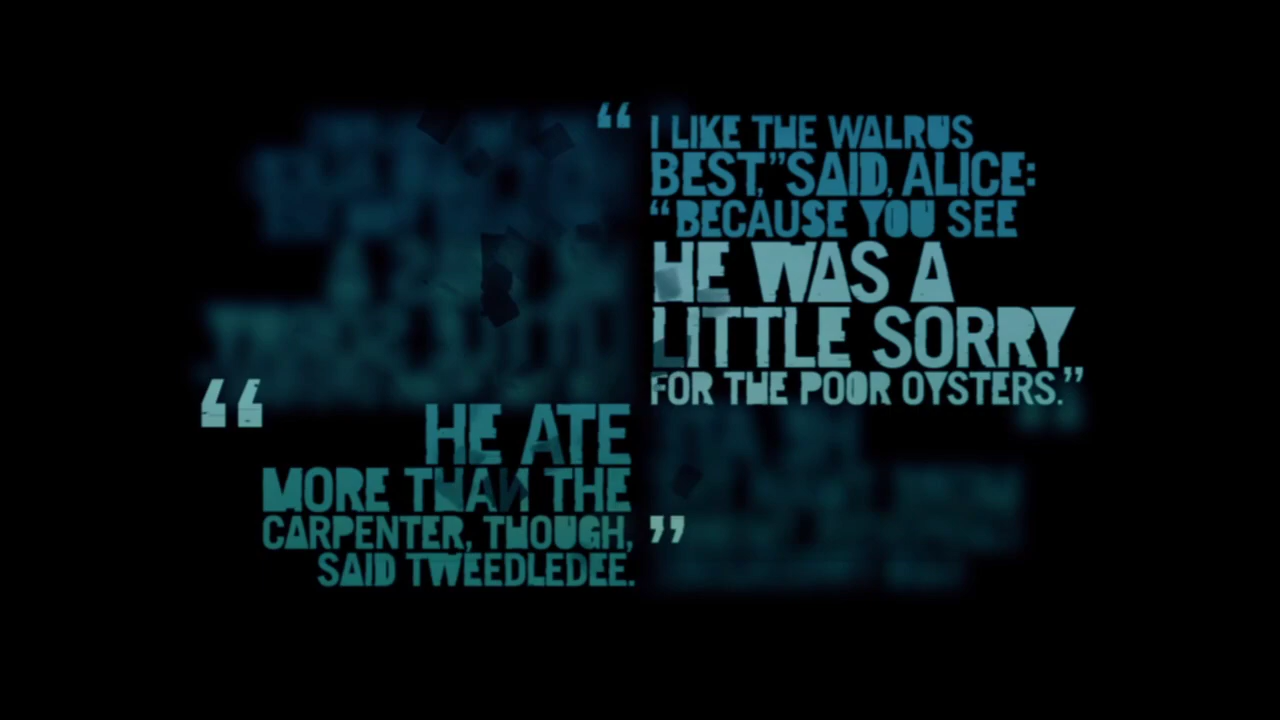 “ I LIKE THE WALRUS
BEST,” SAID, ALICE:
“ BECAUSE YOU SEE
HE WAS A
LITTLE SORRY
FOR THE POOR OYSTERS.”
“ HE ATE
MORE THAN THE
CARPENTER, THOUGH,
SAID TWEEDLEDEE. ”